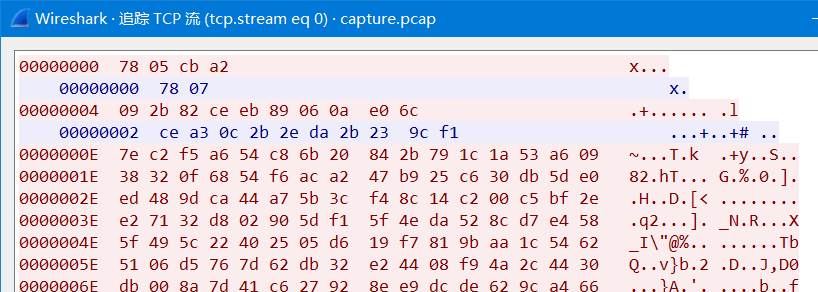 Wireshark · 追踪 TCP 流 (tcp.stream eq 0) · capture.pcap
00000000 78 05 cb a2 x...
00000000 78 07 x.
00000004 09 2b 82 ce eb 89 06 0a e0 6c .+...... .l
00000002 ce a3 0c 2b 2e da 2b 23 9c f1 ...+..+# ..
0000000E 7e c2 f5 a6 54 c8 6b 20 84 2b 79 1c 1a 53 a6 09 ~...T.k .+y..S..
0000001E 38 32 0f 68 54 f6 ac a2 47 b9 25 c6 30 db 5d e0 82.hT... G.%.0.].
0000002E ed 48 9d ca 44 a7 5b 3c f4 8c 14 c2 00 c5 bf 2e .H..D.[< ........
0000003E e2 71 32 d8 02 90 5d f1 5f 4e da 52 8c d7 e4 58 .q2...]. _N.R...X
0000004E 5f 49 5c 22 40 25 05 d6 19 f7 81 9b aa 1c 54 62 _I\"@%.. ......Tb
0000005E 51 06 d5 76 7d 62 db 32 e2 44 08 f9 4a 2c 44 30 Q..v}b.2 .D..J,D0
0000006E db 00 8a 7d 41 c6 27 92 8e e9 dc de 62 9c a4 66 ...}A.'. ....b..f